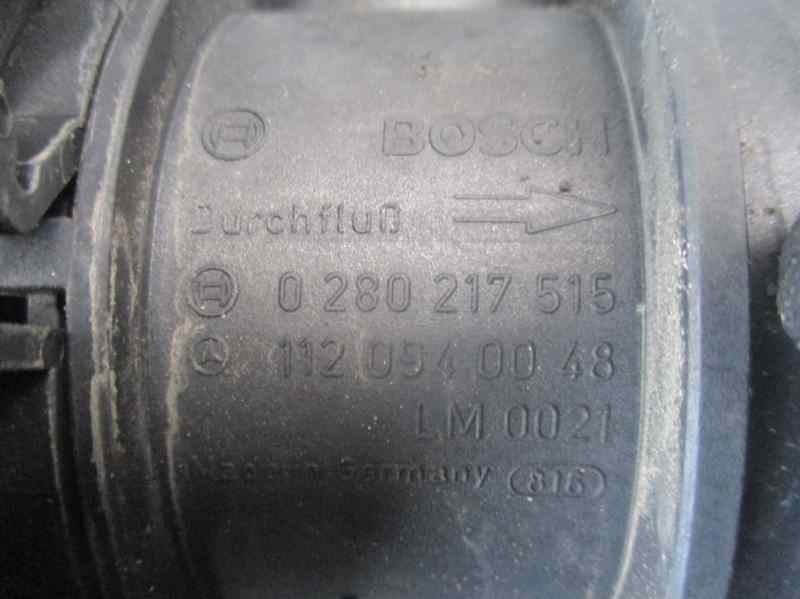 BOSCH
Durchfluß
0 280 217 515
112 094 00 48
LM 0021
Made in Germany 816